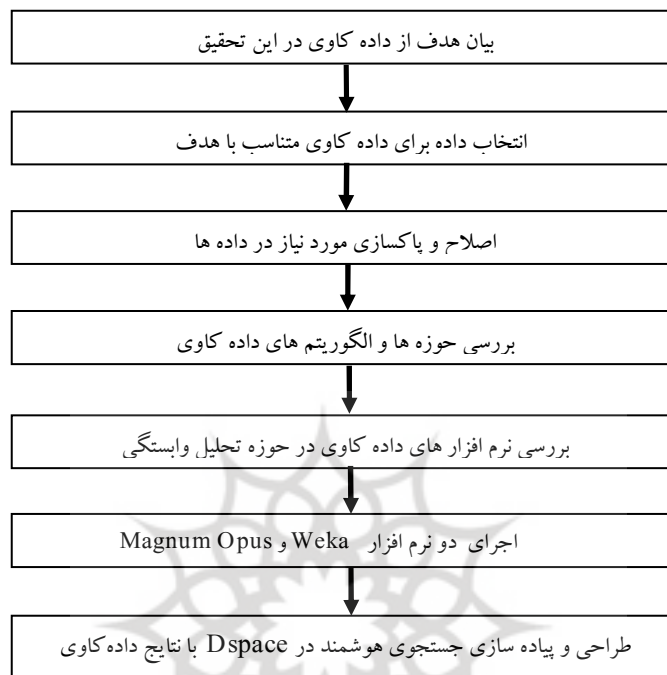 بیان هدف از داده کاوی در این تحقیق
انتخاب داده برای داده کاوی متناسب با هدف
اصلاح و پاکسازی مورد نیاز در داده ها
بررسی حوزه ها و الگوریتم های داده کاوی
بررسی نرم افزار های داده کاوی در حوزه تحلیل وابستگی
اجرای دو نرم افزار Weka و Magnum Opus
طراحی و پیاده سازی جستجوی هوشمند در Dspace با نتایج داده کاوی